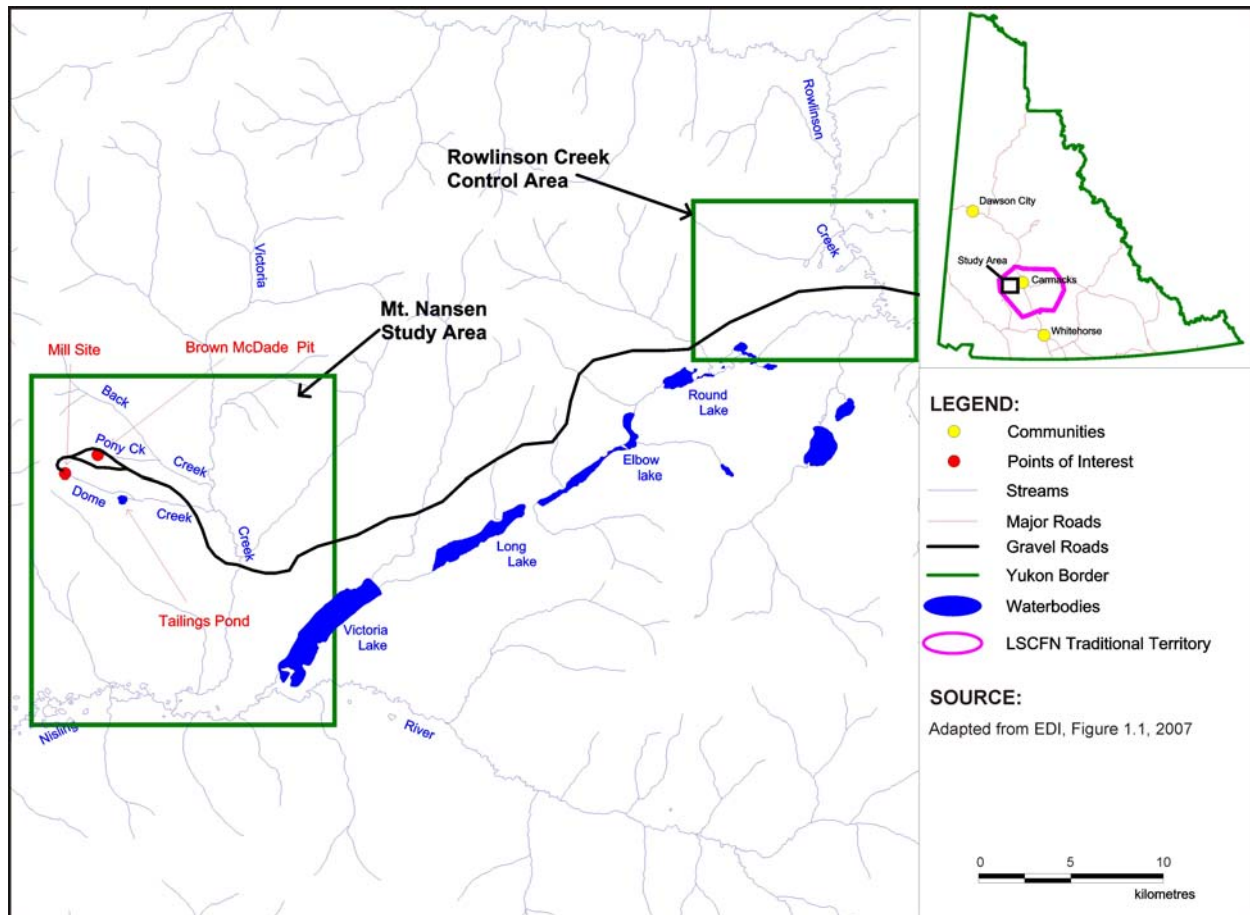 Rowlinson
Rowlinson Creek
Control Area
Creek
Victoria
Mt. Nansen
Study Area
Mill Site
Brown McDade Pit
Back
Pony Ck
Creek
Dome
Creek
Creek
Tailings Pond
Round
Lake
Elbow
lake
Long
Lake
Victoria
Lake
Nisling
River
Dawson City
Study Area
Carmacks
Whitehorse
LEGEND:
Communities
Points of Interest
Streams
Major Roads
Gravel Roads
Yukon Border
Waterbodies
LSCFN Traditional Territory
SOURCE:
Adapted from EDI, Figure 1.1, 2007
0 5 10
kilometres